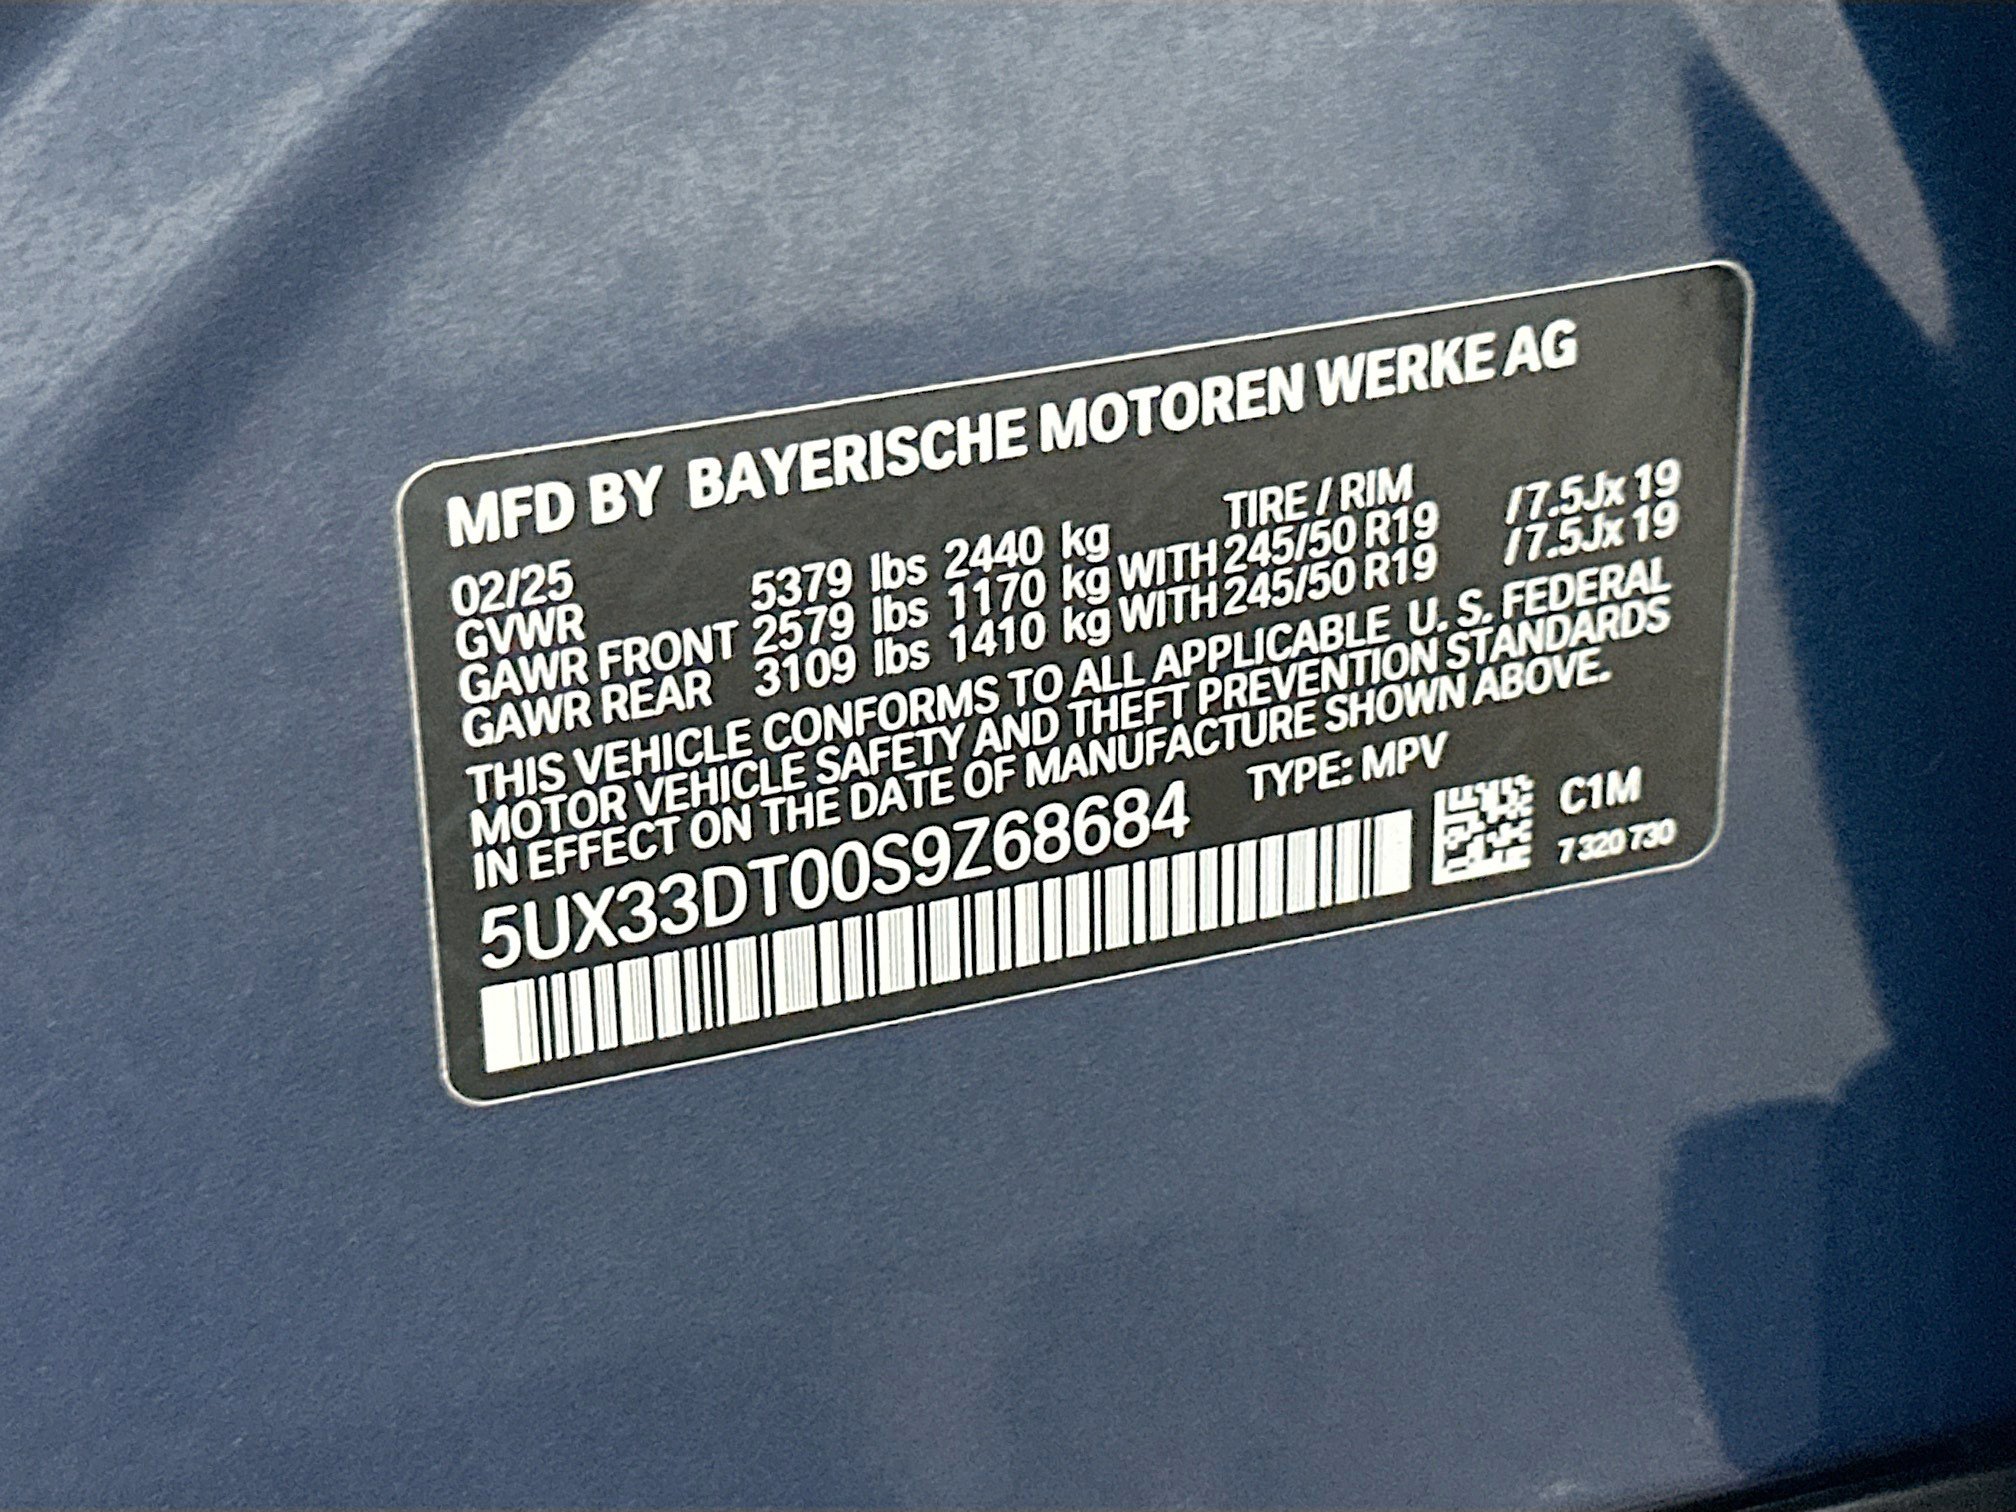 MFD BY BAYERISCHE MOTOREN WERKE AG
02/25 TIRE / RIM
GVWR 5379 lbs 2440 kg
GAWR FRONT 2579 lbs 1170 kg WITH 245/50 R19 /7.5Jx 19
GAWR REAR 3109 lbs 1410 kg WITH 245/50 R19 /7.5Jx 19
THIS VEHICLE CONFORMS TO ALL APPLICABLE U. S. FEDERAL
MOTOR VEHICLE SAFETY AND THEFT PREVENTION STANDARDS
IN EFFECT ON THE DATE OF MANUFACTURE SHOWN ABOVE.
5UX33DT00S9Z68684 TYPE: MPV
C1M
7 320 730